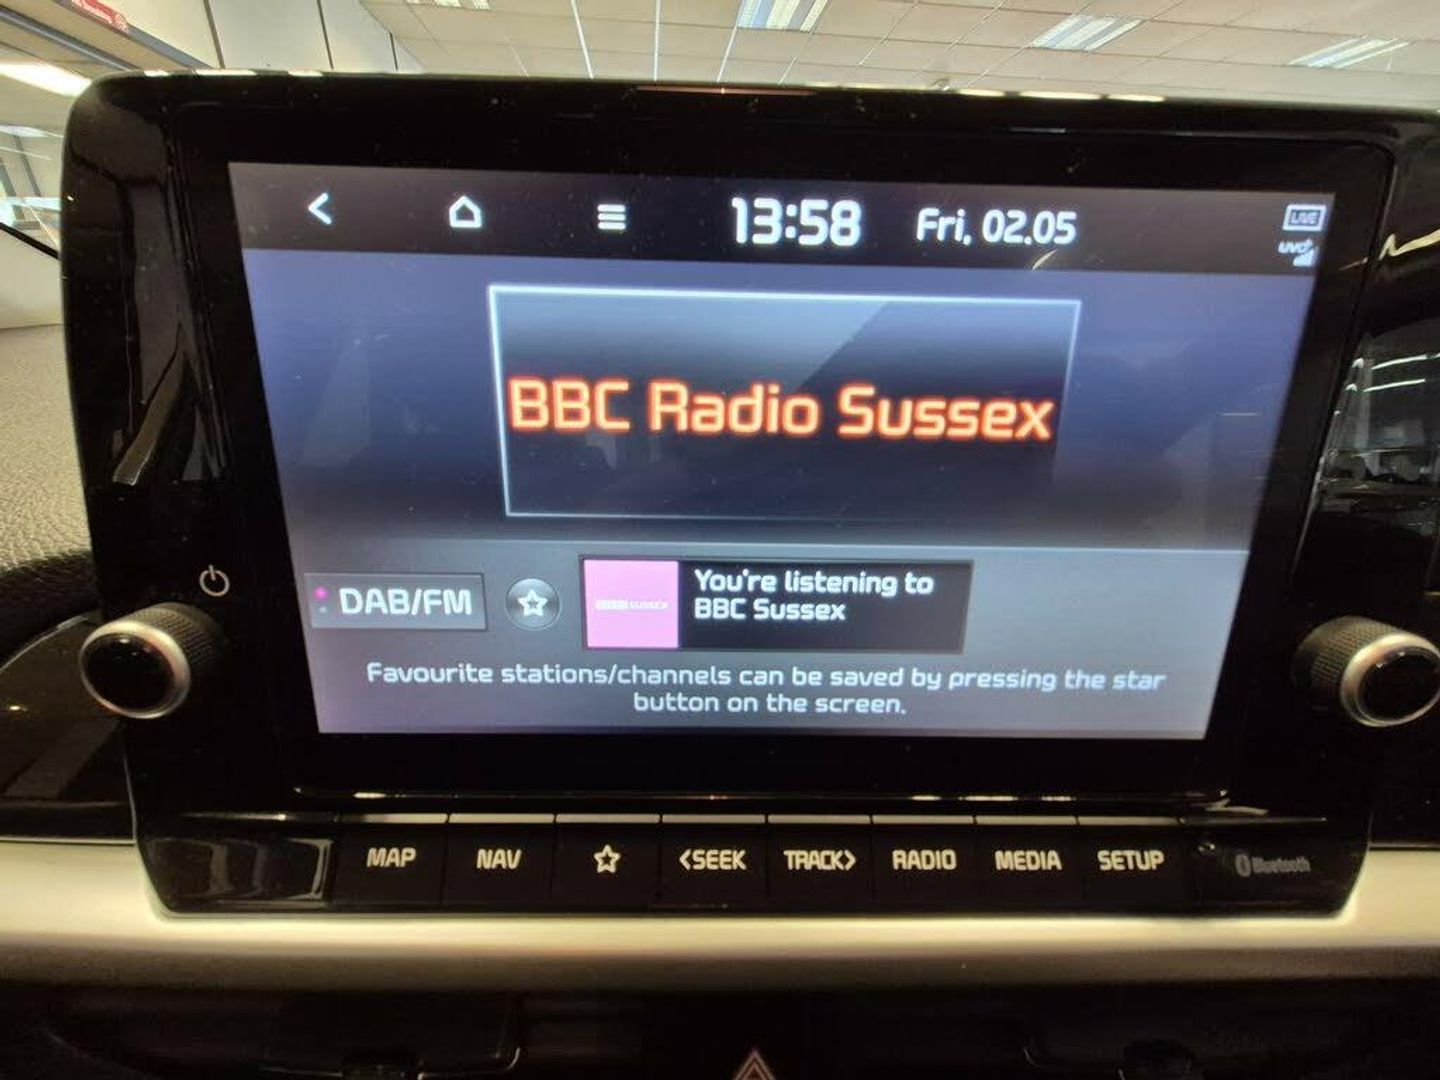 13:58 Fri, 02.05
LIVE
UVO
BBC Radio Sussex
DAB/FM
You're listening to
BBC Sussex
Favourite stations/channels can be saved by pressing the star
button on the screen.
MAP NAV <SEEK TRACK> RADIO MEDIA SETUP Bluetooth